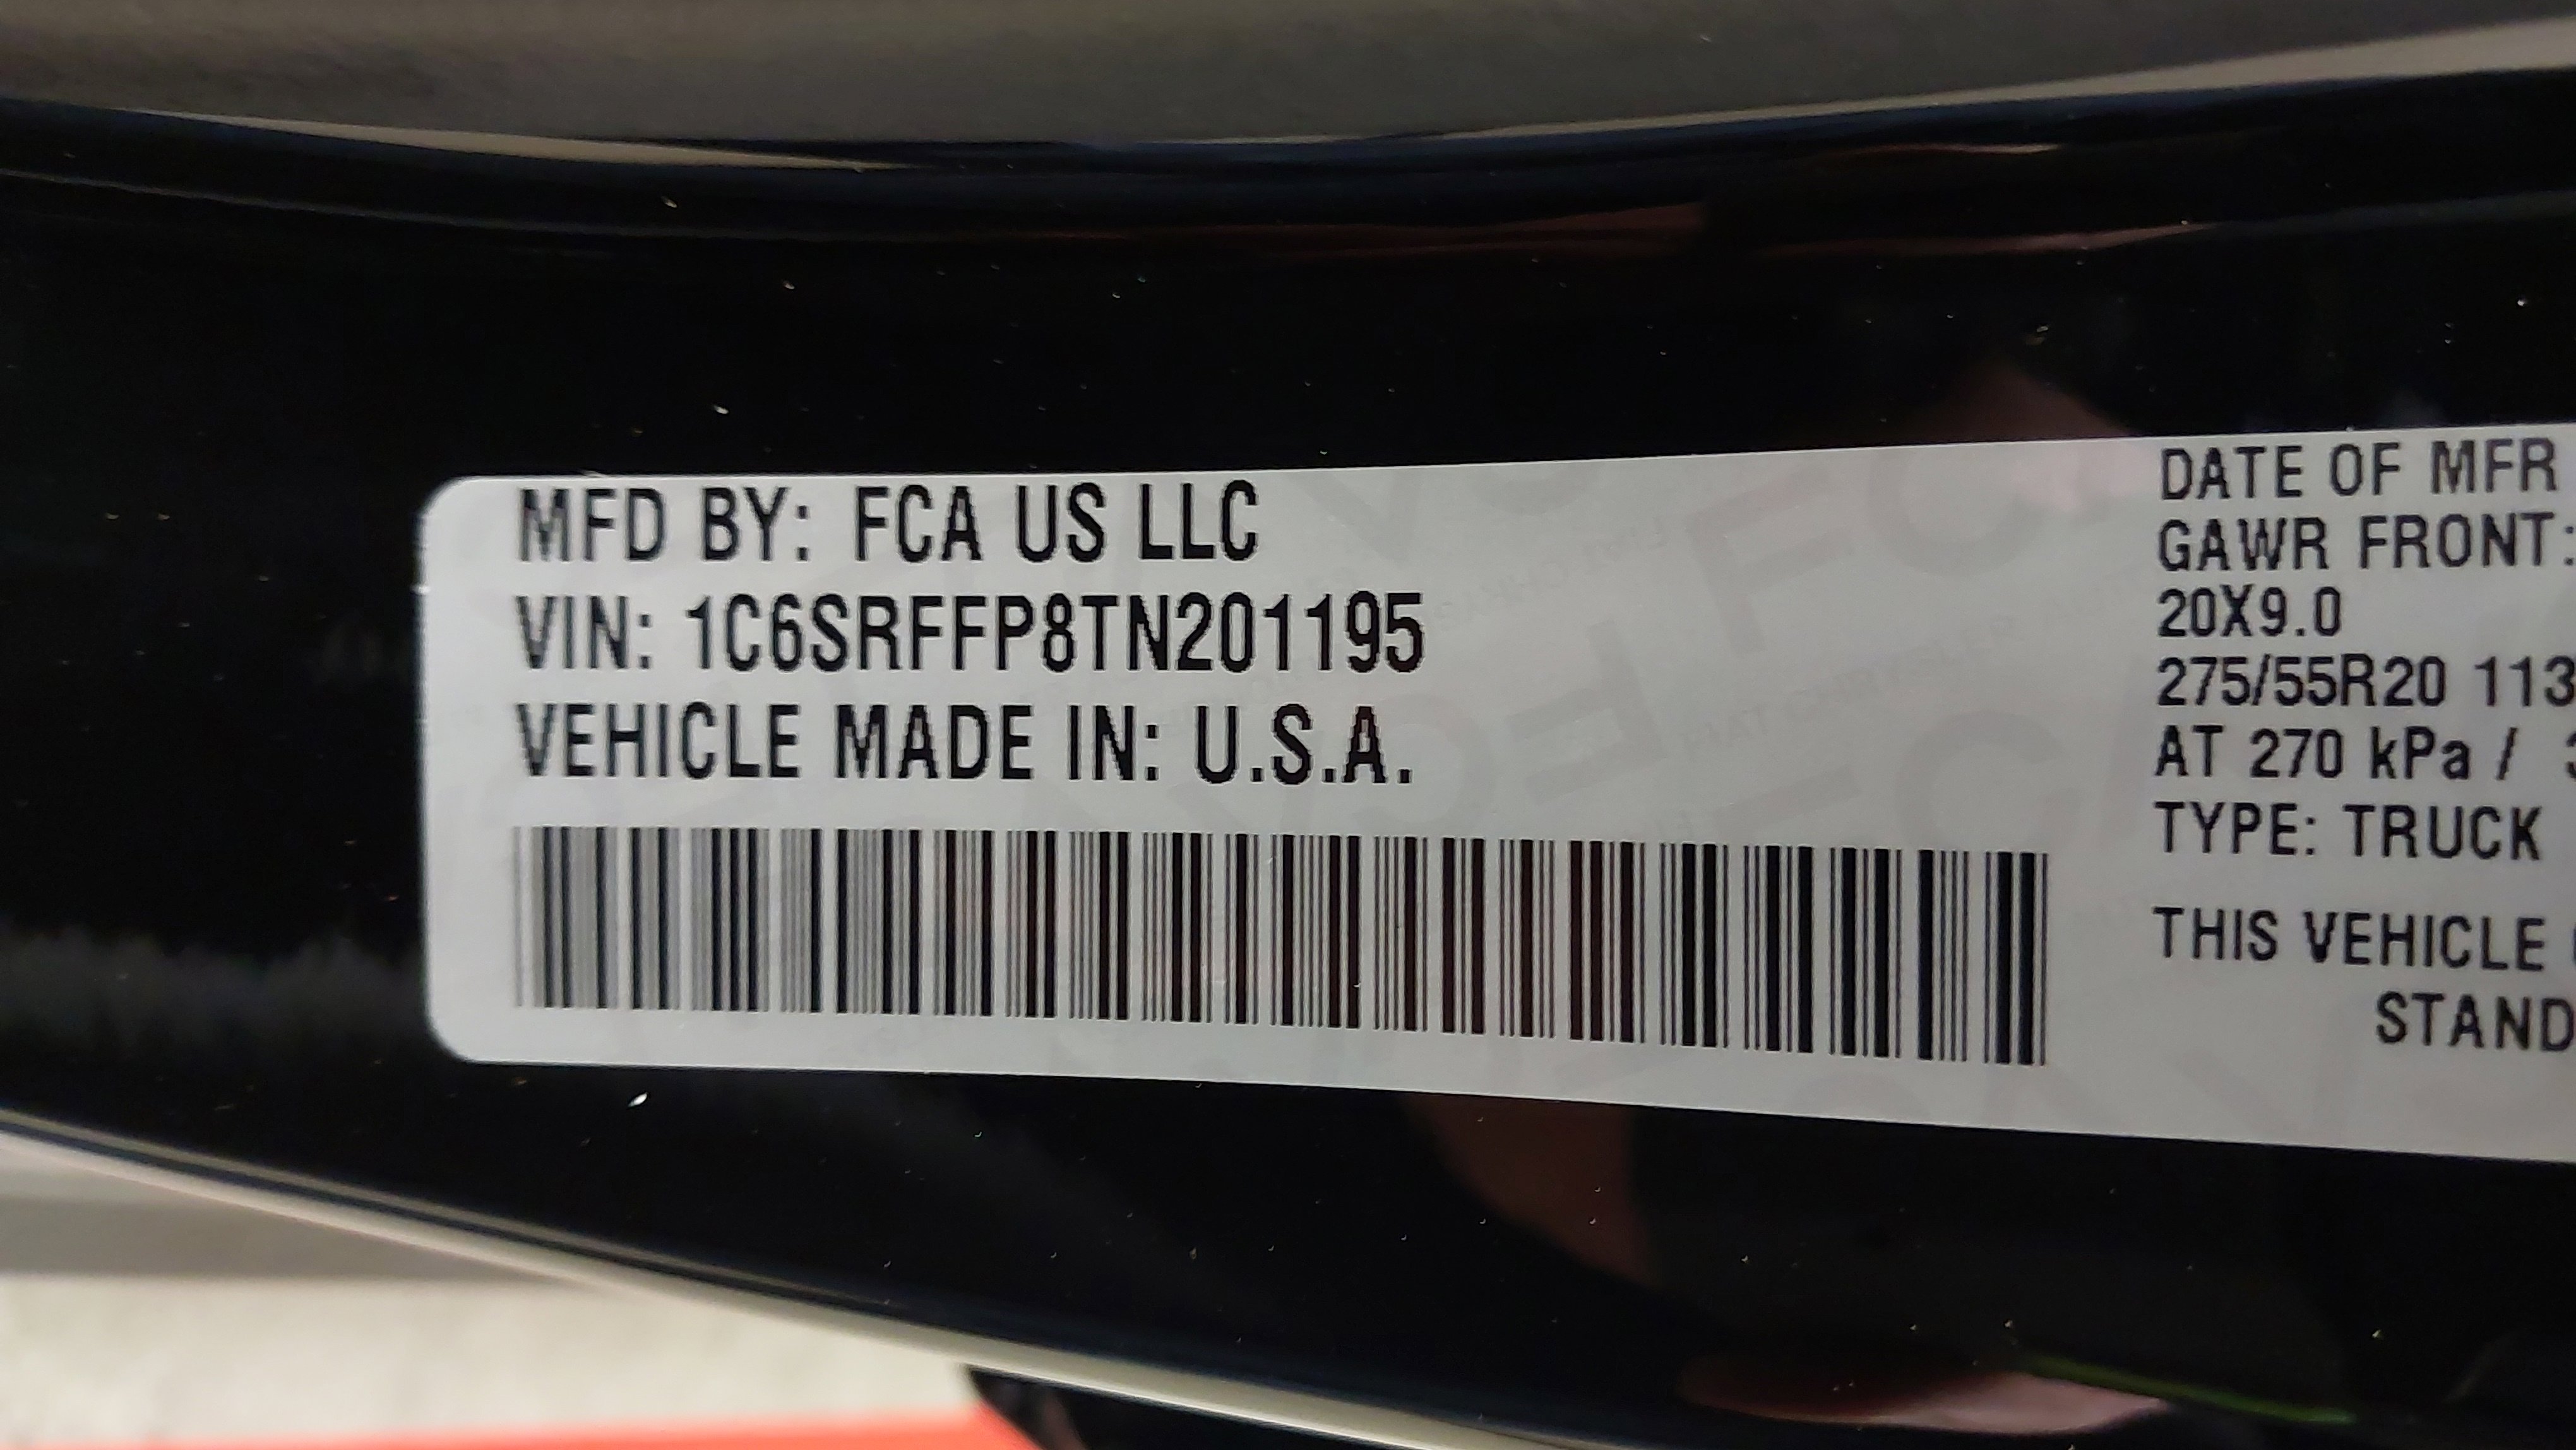 MFD BY: FCA US LLC
VIN: 1C6SRFFP8TN201195
VEHICLE MADE IN: U.S.A.
DATE OF MFR
GAWR FRONT:
20X9.0
275/55R20 113
AT 270 kPa /
TYPE: TRUCK
THIS VEHICLE
STAND